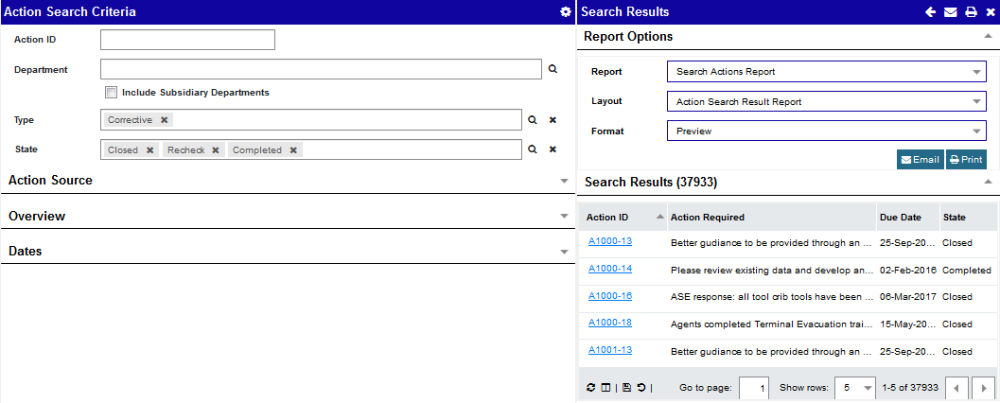 Action Search Criteria
Action ID
Department
Include Subsidiary Departments
Type Corrective
State Closed Recheck Completed
Action Source
Overview
Dates
Search Results
Report Options
Report Search Actions Report
Layout Action Search Result Report
Format Preview
Email Print
Search Results (37933)
Action ID Action Required Due Date State
A1000-13 Better gudiance to be provided through an ... 25-Sep-20... Closed
A1000-14 Please review existing data and develop an... 02-Feb-2016 Completed
A1000-16 ASE response: all tool crib tools have been ... 06-Mar-2017 Closed
A1000-18 Agents completed Terminal Evacuation trai... 15-May-20... Closed
A1001-13 Better gudiance to be provided through an ... 25-Sep-20... Closed
| | Go to page: 1 Show rows: 5 1-5 of 37933